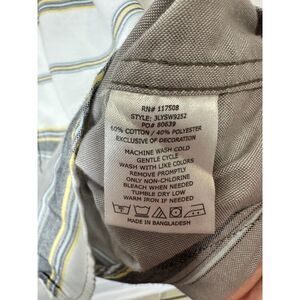 RN# 117508
STYLE: 3LYSW9252
PO# 80639
60% COTTON / 40% POLYESTER
EXCLUSIVE OF DECORATION
MACHINE WASH COLD
GENTLE CYCLE
WASH WITH LIKE COLORS
REMOVE PROMPTLY
ONLY NON-CHLORINE
BLEACH WHEN NEEDED
TUMBLE DRY LOW
WARM IRON IF NEEDED
MADE IN BANGLADESH